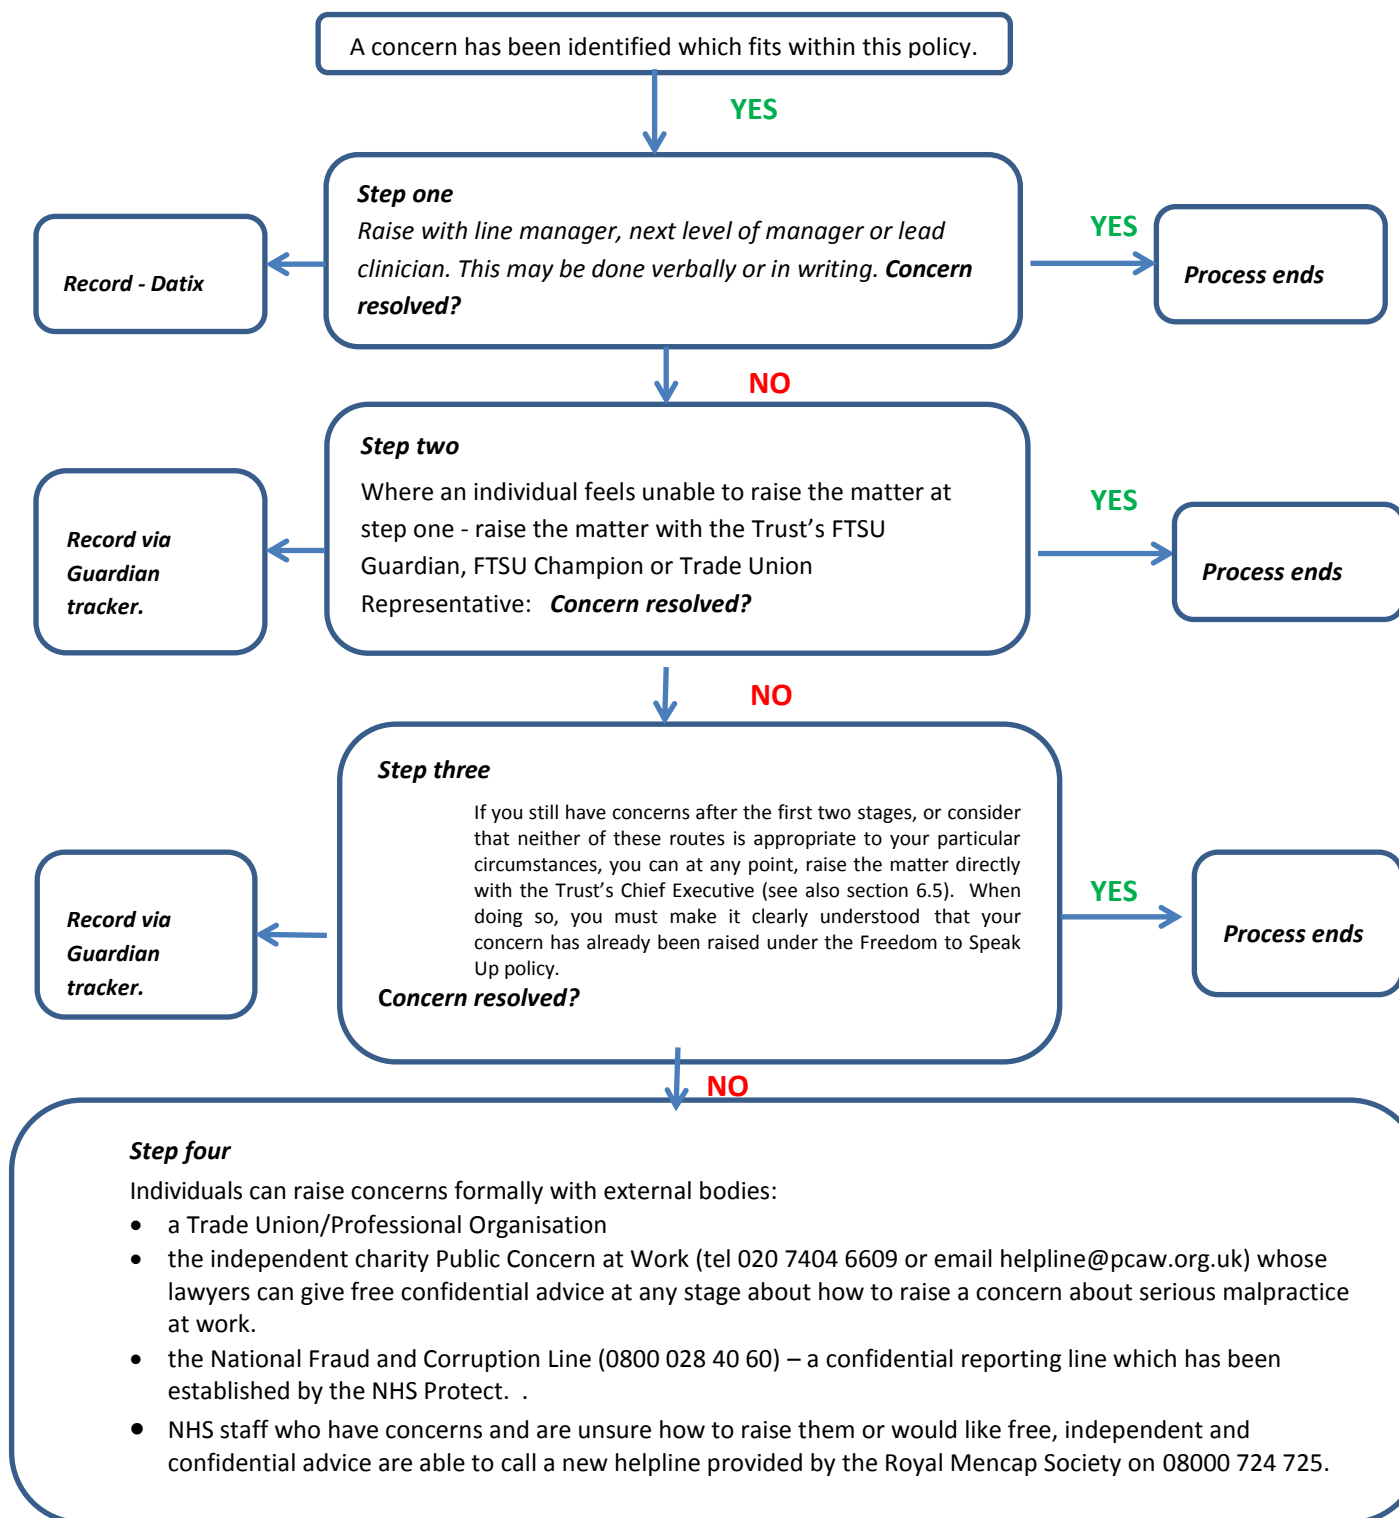 A concern has been identified which fits within this policy.
YES
Step one
Raise with line manager, next level of manager or lead
clinician. This may be done verbally or in writing. Concern
resolved?
Record - Datix
YES
Process ends
NO
Step two
Where an individual feels unable to raise the matter at
step one - raise the matter with the Trust’s FTSU
Guardian, FTSU Champion or Trade Union
Representative: Concern resolved?
Record via
Guardian
tracker.
YES
Process ends
NO
Step three
If you still have concerns after the first two stages, or consider
that neither of these routes is appropriate to your particular
circumstances, you can at any point, raise the matter directly
with the Trust’s Chief Executive (see also section 6.5). When
doing so, you must make it clearly understood that your
concern has already been raised under the Freedom to Speak
Up policy.
Concern resolved?
Record via
Guardian
tracker.
YES
Process ends
NO
Step four
Individuals can raise concerns formally with external bodies:
• a Trade Union/Professional Organisation
• the independent charity Public Concern at Work (tel 020 7404 6609 or email helpline@pcaw.org.uk) whose
lawyers can give free confidential advice at any stage about how to raise a concern about serious malpractice
at work.
• the National Fraud and Corruption Line (0800 028 40 60) – a confidential reporting line which has been
established by the NHS Protect. .
• NHS staff who have concerns and are unsure how to raise them or would like free, independent and
confidential advice are able to call a new helpline provided by the Royal Mencap Society on 08000 724 725.